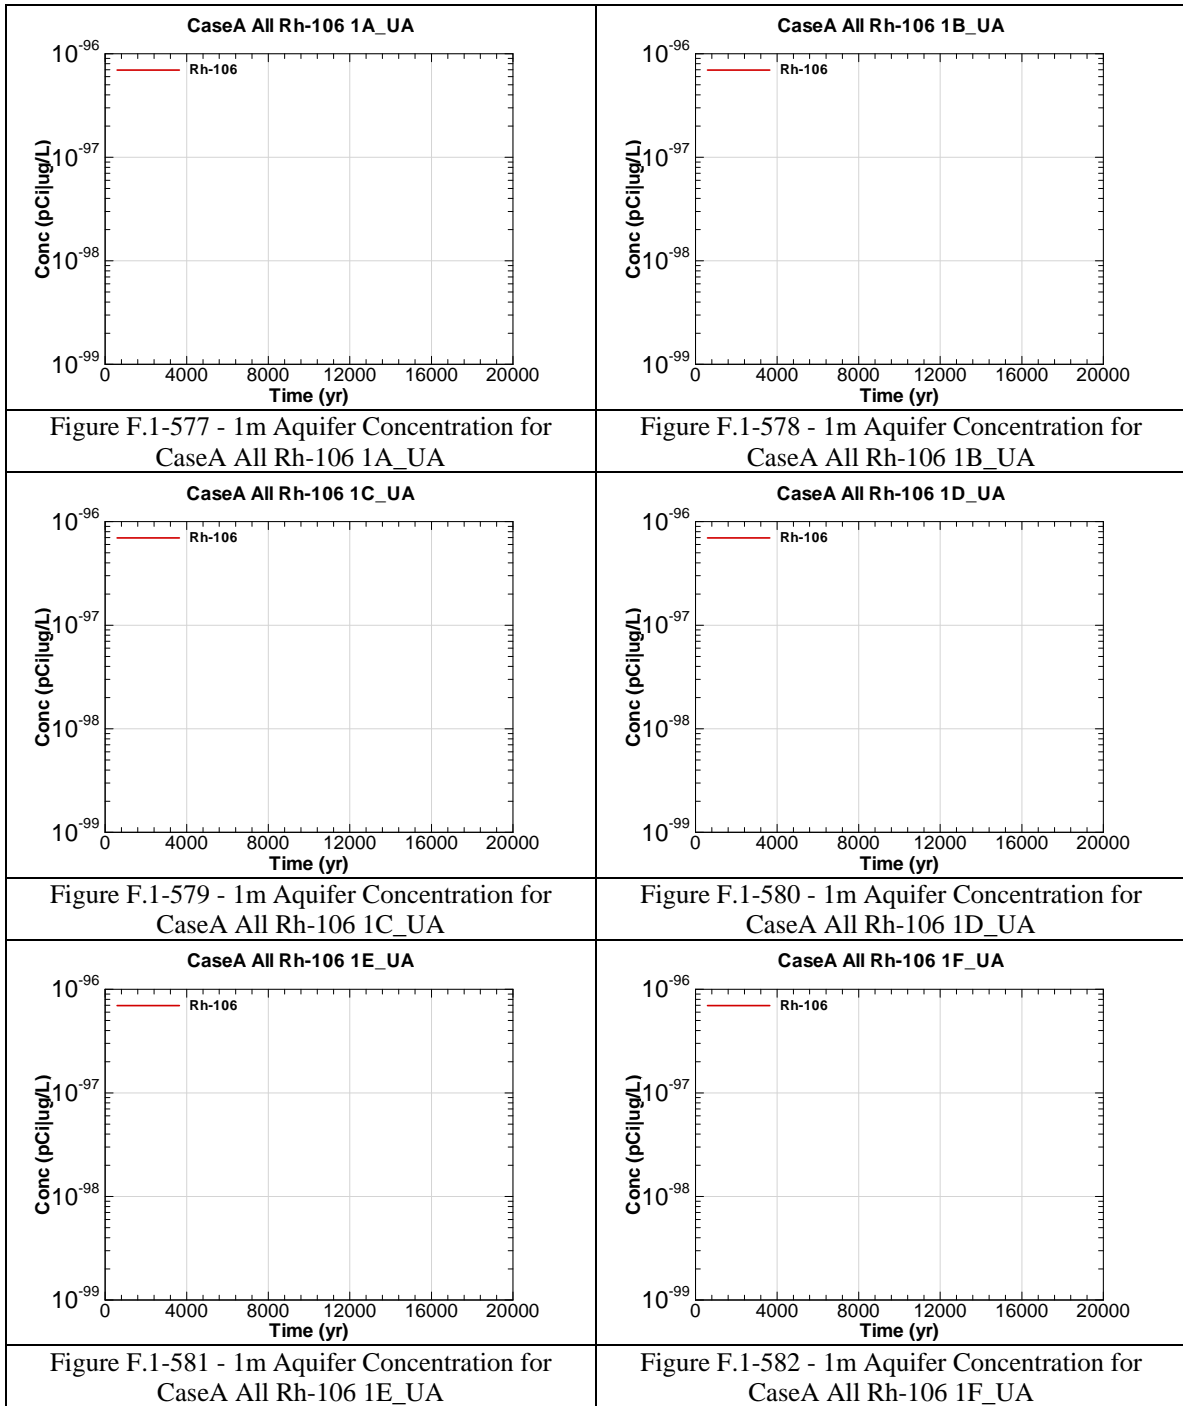 CaseA All Rh-106 1A_UA
Rh-106
10^-96
10^-97
10^-98
10^-99
Conc (pCi|ug/L)
0 4000 8000 12000 16000 20000
Time (yr)
Figure F.1-577 - 1m Aquifer Concentration for
CaseA All Rh-106 1A_UA
CaseA All Rh-106 1B_UA
Rh-106
10^-96
10^-97
10^-98
10^-99
Conc (pCi|ug/L)
0 4000 8000 12000 16000 20000
Time (yr)
Figure F.1-578 - 1m Aquifer Concentration for
CaseA All Rh-106 1B_UA
CaseA All Rh-106 1C_UA
Rh-106
10^-96
10^-97
10^-98
10^-99
Conc (pCi|ug/L)
0 4000 8000 12000 16000 20000
Time (yr)
Figure F.1-579 - 1m Aquifer Concentration for
CaseA All Rh-106 1C_UA
CaseA All Rh-106 1D_UA
Rh-106
10^-96
10^-97
10^-98
10^-99
Conc (pCi|ug/L)
0 4000 8000 12000 16000 20000
Time (yr)
Figure F.1-580 - 1m Aquifer Concentration for
CaseA All Rh-106 1D_UA
CaseA All Rh-106 1E_UA
Rh-106
10^-96
10^-97
10^-98
10^-99
Conc (pCi|ug/L)
0 4000 8000 12000 16000 20000
Time (yr)
Figure F.1-581 - 1m Aquifer Concentration for
CaseA All Rh-106 1E_UA
CaseA All Rh-106 1F_UA
Rh-106
10^-96
10^-97
10^-98
10^-99
Conc (pCi|ug/L)
0 4000 8000 12000 16000 20000
Time (yr)
Figure F.1-582 - 1m Aquifer Concentration for
CaseA All Rh-106 1F_UA